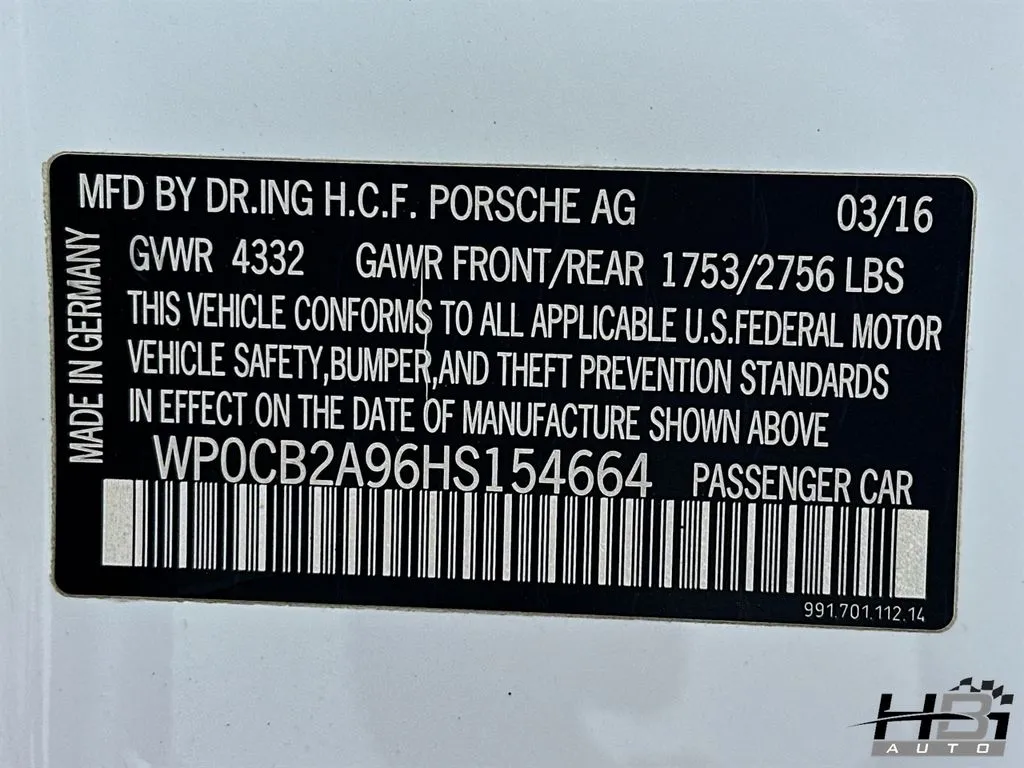 MFD BY DR.ING H.C.F. PORSCHE AG 03/16
GVWR 4332 GAWR FRONT/REAR 1753/2756 LBS
THIS VEHICLE CONFORMS TO ALL APPLICABLE U.S.FEDERAL MOTOR
VEHICLE SAFETY,BUMPER,AND THEFT PREVENTION STANDARDS
IN EFFECT ON THE DATE OF MANUFACTURE SHOWN ABOVE
WP0CB2A96HS154664 PASSENGER CAR
991.701.112.14
MADE IN GERMANY
HBI
AUTO